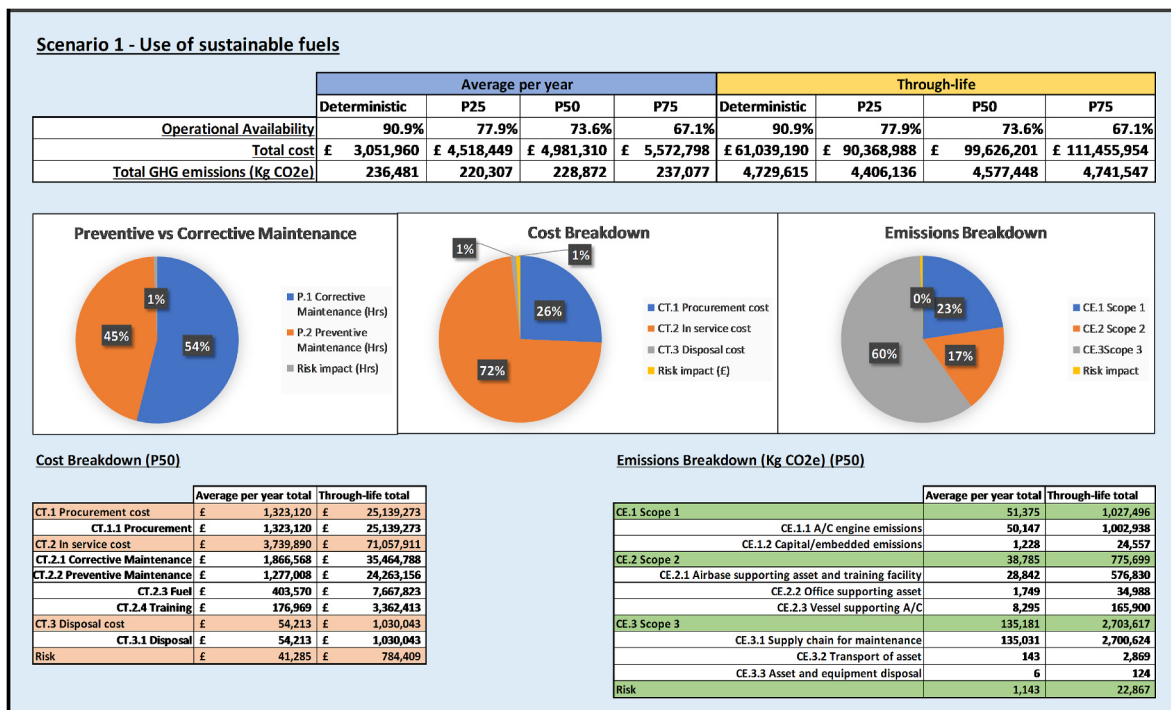 Scenario 1 - Use of sustainable fuels
Average per year Through-life
Deterministic P25 P50 P75 Deterministic P25 P50 P75
Operational Availability 90.9% 77.9% 73.6% 67.1% 90.9% 77.9% 73.6% 67.1%
Total cost £ 3,051,960 £ 4,518,449 £ 4,981,310 £ 5,572,798 £ 61,039,190 £ 90,368,988 £ 99,626,201 £ 111,455,954
Total GHG emissions (Kg CO2e) 236,481 220,307 228,872 237,077 4,729,615 4,406,136 4,577,448 4,741,547
Preventive vs Corrective Maintenance
1%
45%
54%
P.1 Corrective
Maintenance (Hrs)
P.2 Preventive
Maintenance (Hrs)
Risk impact (Hrs)
Cost Breakdown
1% 1%
26%
72%
CT.1 Procurement cost
CT.2 In service cost
CT.3 Disposal cost
Risk impact (£)
Emissions Breakdown
0% 23%
60% 17%
CE.1 Scope 1
CE.2 Scope 2
CE.3Scope 3
Risk impact
Cost Breakdown (P50)
Average per year total Through-life total
CT.1 Procurement cost £ 1,323,120 £ 25,139,273
CT.1.1 Procurement £ 1,323,120 £ 25,139,273
CT.2 In service cost £ 3,739,890 £ 71,057,911
CT.2.1 Corrective Maintenance £ 1,866,568 £ 35,464,788
CT.2.2 Preventive Maintenance £ 1,277,008 £ 24,263,156
CT.2.3 Fuel £ 403,570 £ 7,667,823
CT.2.4 Training £ 176,969 £ 3,362,413
CT.3 Disposal cost £ 54,213 £ 1,030,043
CT.3.1 Disposal £ 54,213 £ 1,030,043
Risk £ 41,285 £ 784,409
Emissions Breakdown (Kg CO2e) (P50)
Average per year total Through-life total
CE.1 Scope 1 51,375 1,027,496
CE.1.1 A/C engine emissions 50,147 1,002,938
CE.1.2 Capital/embedded emissions 1,228 24,557
CE.2 Scope 2 38,785 775,699
CE.2.1 Airbase supporting asset and training facility 28,842 576,830
CE.2.2 Office supporting asset 1,749 34,988
CE.2.3 Vessel supporting A/C 8,295 165,900
CE.3 Scope 3 135,181 2,703,617
CE.3.1 Supply chain for maintenance 135,031 2,700,624
CE.3.2 Transport of asset 143 2,869
CE.3.3 Asset and equipment disposal 6 124
Risk 1,143 22,867